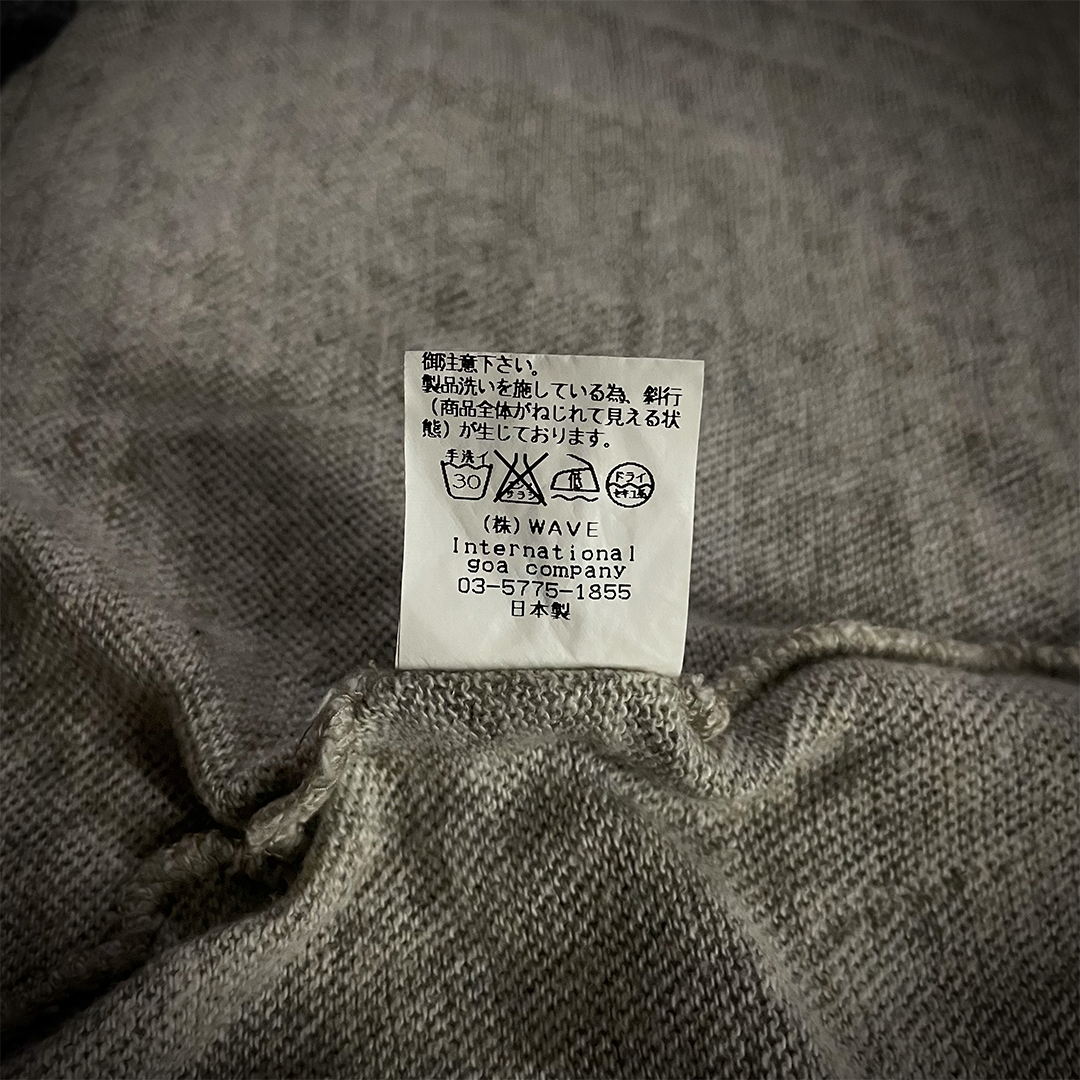 御注意下さい。
製品洗いを施している為、斜行
（商品全体がねじれて見える状
態）が生じております。
手洗イ
30 サラシ 低 ドライ
セキユ系
(株)WAVE
International
goa company
03-5775-1855
日本製